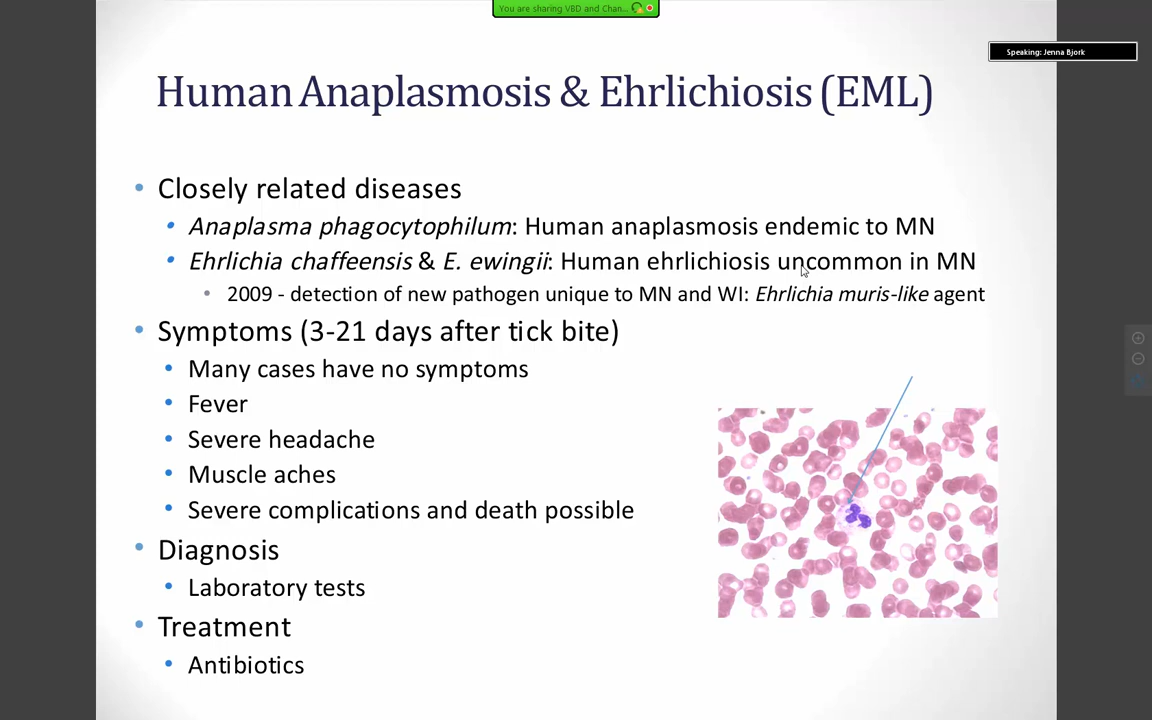 You are sharing VBD and Chan...
Speaking: Jenna Bjork
Human Anaplasmosis & Ehrlichiosis (EML)
• Closely related diseases
• Anaplasma phagocytophilum: Human anaplasmosis endemic to MN
• Ehrlichia chaffeensis & E. ewingii: Human ehrlichiosis uncommon in MN
• 2009 - detection of new pathogen unique to MN and WI: Ehrlichia muris-like agent
• Symptoms (3-21 days after tick bite)
• Many cases have no symptoms
• Fever
• Severe headache
• Muscle aches
• Severe complications and death possible
• Diagnosis
• Laboratory tests
• Treatment
• Antibiotics